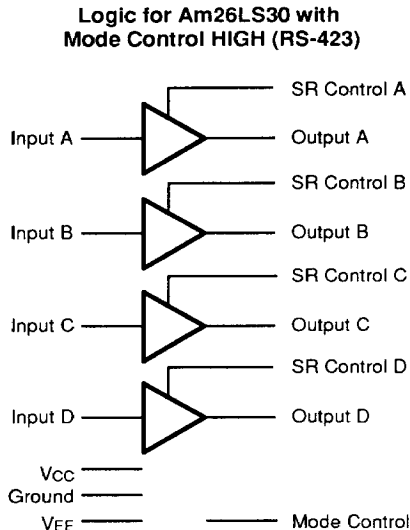 Logic for Am26LS30 with
Mode Control HIGH (RS-423)
SR Control A
Input A
Output A
SR Control B
Input B
Output B
SR Control C
Input C
Output C
SR Control D
Input D
Output D
VCC
Ground
VEE
Mode Control